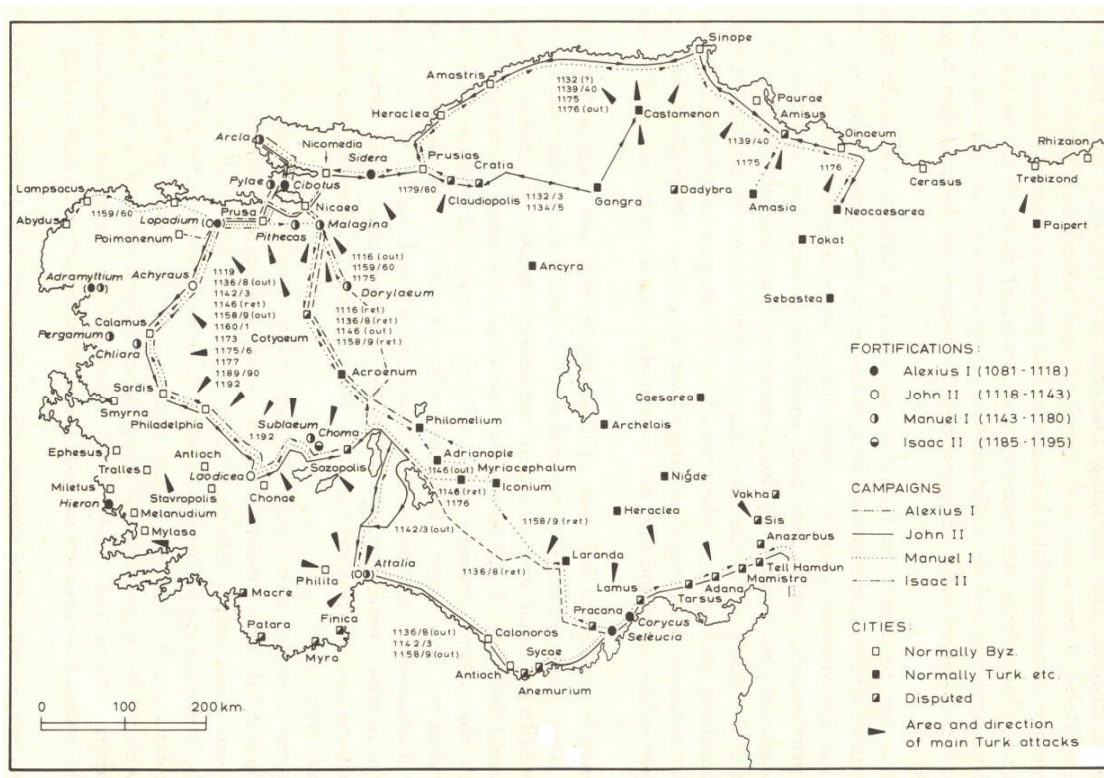 Sinope
Amastris
1132 (?)
1139/40
1175
1176 (out)
Castamenon
Paurae
Amisus
Heraclea
Arcla
Nicomedia
Sidera
Prusias
Cratia
1139/40
1175
Oinaeum
1176
Rhizaion
Cerasus
Trebizond
Lampsacus
Pylae
Cibotus
1179/80
Claudiopolis
1132/3
1134/5
Gangra
Dadybra
Amasia
Neocaesarea
Paipert
1159/60
Abydus
Lopadium
Prusa
Nicaea
Malagina
Pithecas
Poimanenum
Tokat
Adramyttium
Achyraus
1119
1136/8 (out)
1142/3
1146 (ret)
1158/9 (out)
1160/1
1173
1175/6
1177
1189/90
1192
1116 (out)
1159/60
1175
Dorylaeum
Ancyra
Sebastea
1116 (ret)
1136/8 (ret)
1146 (out)
1158/9 (ret)
Calamus
Pergamum
Chliara
Cotyaeum
Acroenum
Sardis
Smyrna
Philadelphia
Philomelium
Caesarea
Archelais
Ephesus
Tralles
Antioch
Sublaeum
1192
Choma
Adrianople
1146 (out)
Myriocephalum
Laodicea
Sozopolis
Miletus
Stavropolis
Chonae
1146 (ret)
1176
Iconium
Niğde
Hieron
Melanudium
Mylasa
Heraclea
Vakha
Sis
1142/3 (out)
1158/9 (ret)
Anazarbus
Laranda
Tell Hamdun
Mamistra
Adana
Tarsus
Philita
Attalia
1136/8 (ret)
Lamus
Macre
Pracana
Corycus
Seleucia
Patara
Finica
Myra
1136/8 (out)
1142/3
1158/9 (out)
Calonoros
Sycae
Antioch
Anemurium
0 100 200 km.
FORTIFICATIONS:
Alexius I (1081-1118)
John II (1118-1143)
Manuel I (1143-1180)
Isaac II (1185-1195)
CAMPAIGNS
Alexius I
John II
Manuel I
Isaac II
CITIES:
Normally Byz.
Normally Turk. etc.
Disputed
Area and direction
of main Turk. attacks